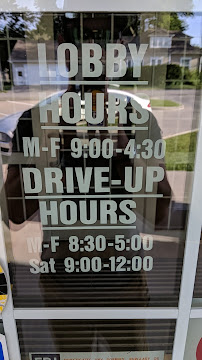 LOBBY
HOURS
M-F 9:00-4:30
DRIVE-UP
HOURS
M-F 8:30-5:00
Sat 9:00-12:00